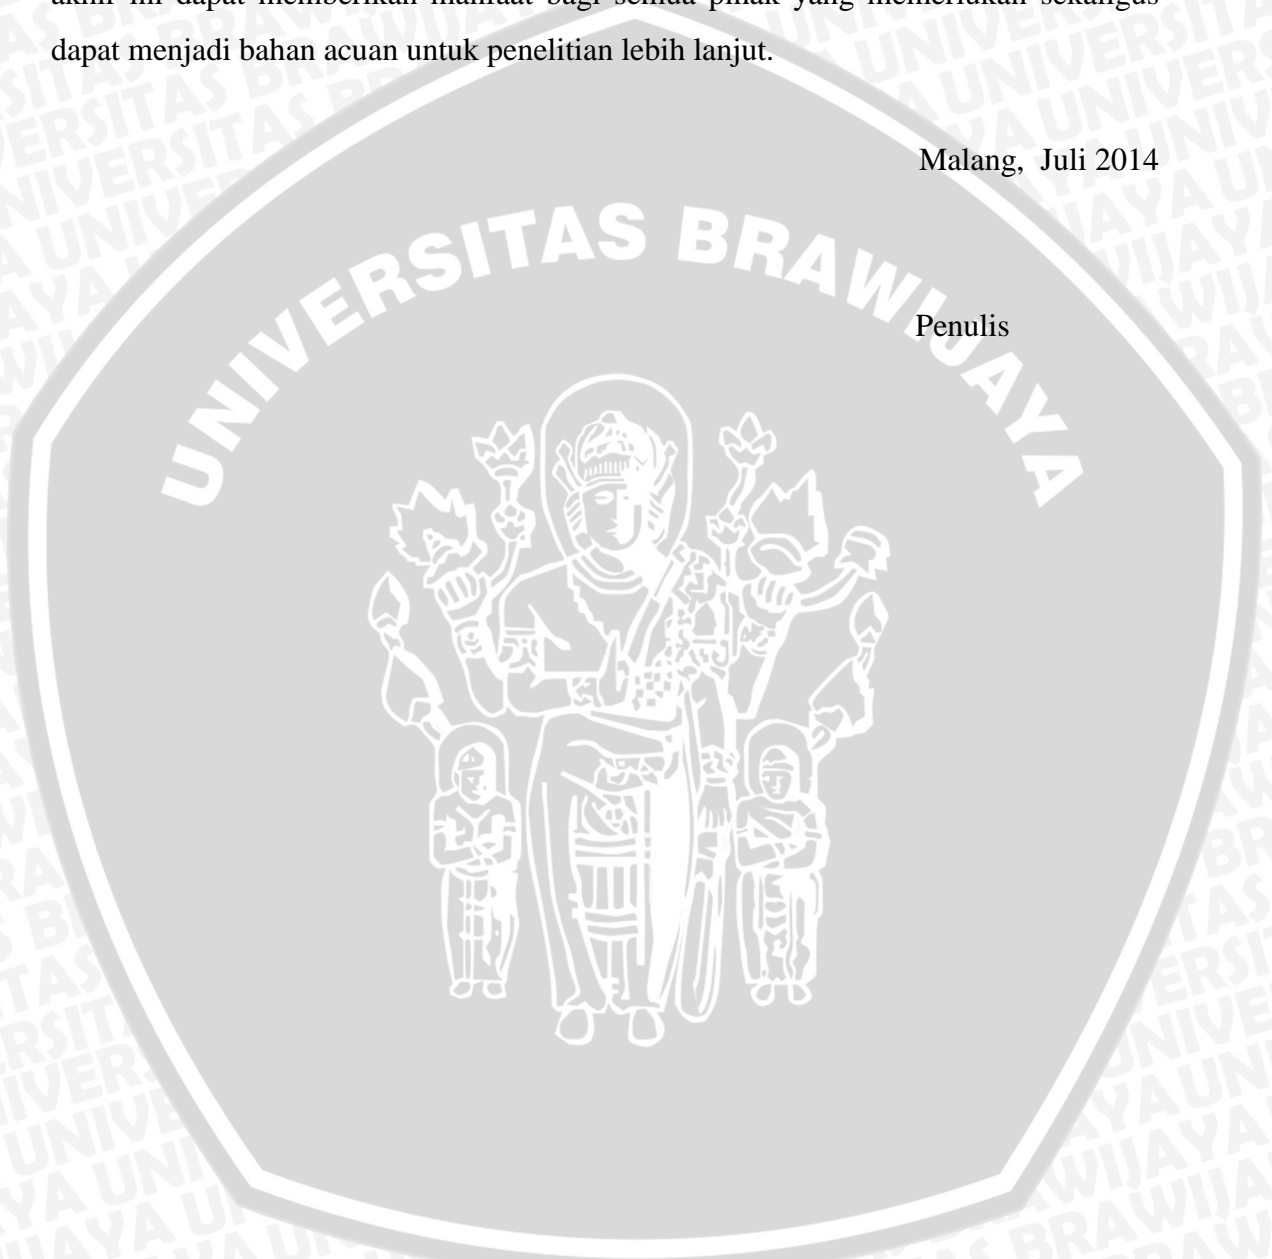 akhir ini dapat memberikan manfaat bagi semua pihak yang memerlukan sekaligus
dapat menjadi bahan acuan untuk penelitian lebih lanjut.
Malang, Juli 2014
UNIVERSITAS BRAWIJAYA
Penulis